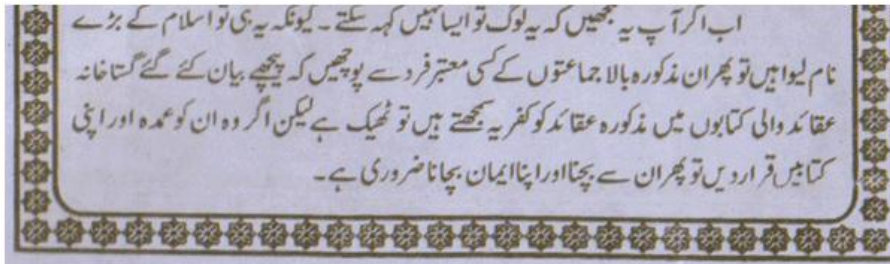 اب اگر آپ یہ سمجھیں کہ یہ لوگ تو ایسا نہیں کہہ سکتے ۔ کیونکہ یہ ہی تو اسلام کے بڑے
نام لیوا ہیں تو پھر ان مذکورہ بالا جماعتوں کے کسی معتبر فرد سے پوچھیں کہ پیچھے بیان کئے گئے گستاخانہ
عقائد والی کتابوں میں مذکورہ عقائد کو کفریہ سمجھتے ہیں تو ٹھیک ہے لیکن اگر وہ ان کو عمدہ اور اپنی
کتابیں قرار دیں تو پھر ان سے بچنا اور اپنا ایمان بچانا ضروری ہے ۔